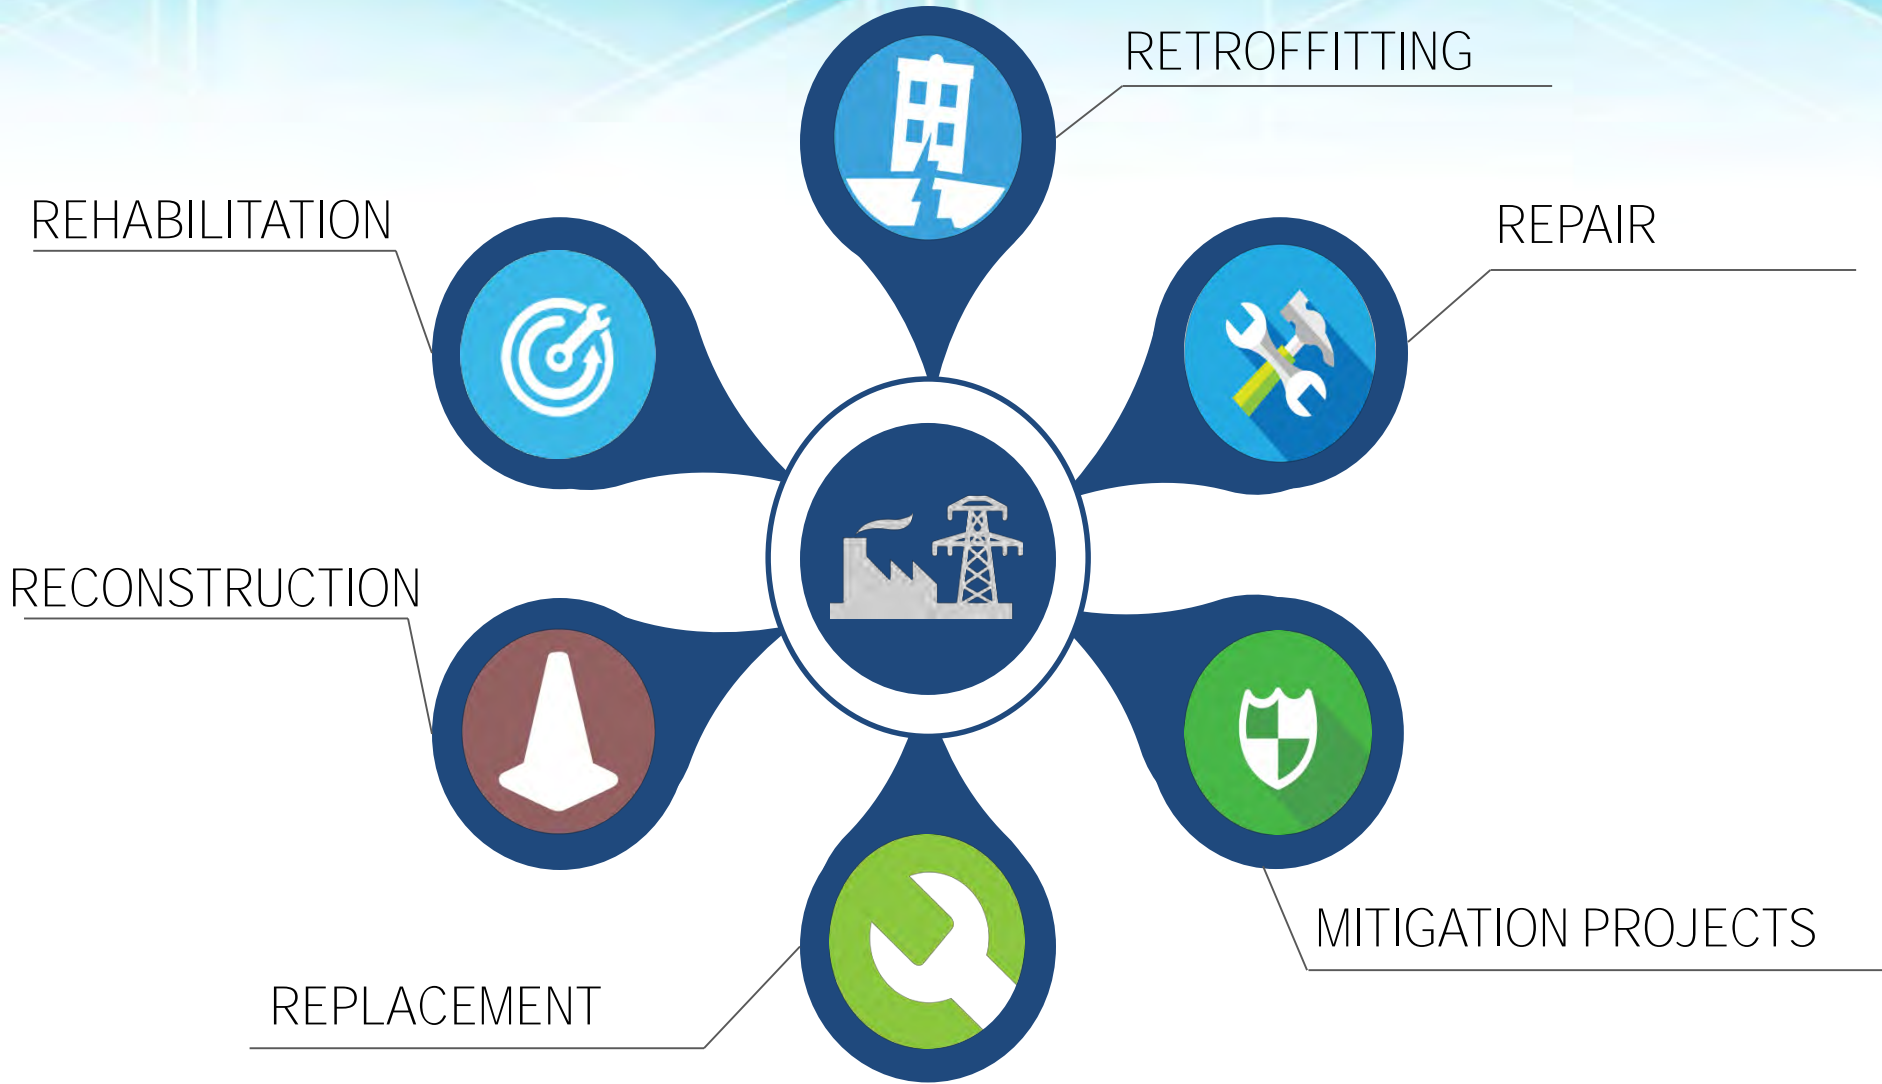 RETROFFITTING
REHABILITATION
REPAIR
RECONSTRUCTION
MITIGATION PROJECTS
REPLACEMENT